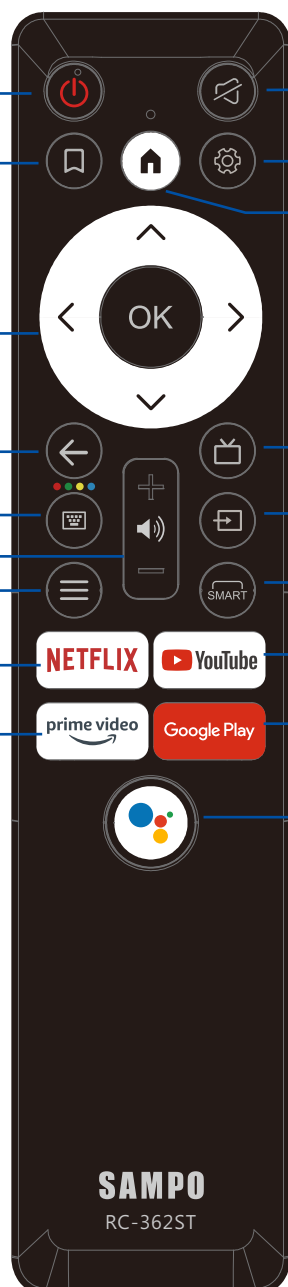 OK
SMART
NETFLIX
YouTube
prime video
Google Play
SAMPO
RC-362ST